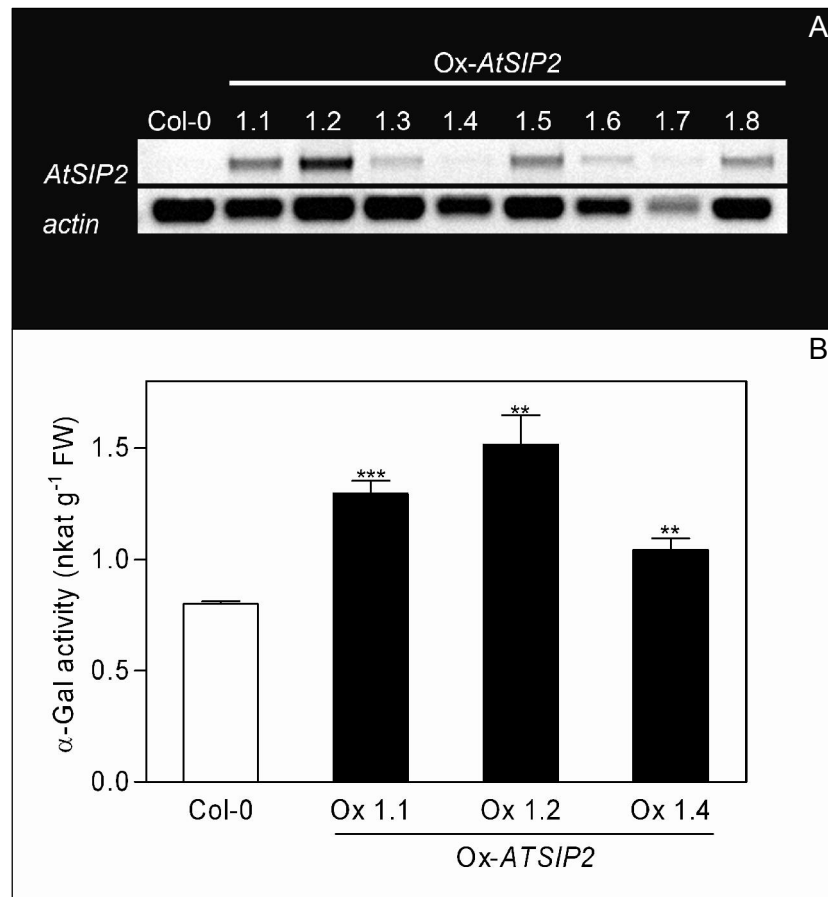 A
Ox-AtSIP2
Col-0 1.1 1.2 1.3 1.4 1.5 1.6 1.7 1.8
AtSIP2
actin
B
α-Gal activity (nkat g⁻¹ FW)
1.5
1.0
0.5
0.0
*** ** **
Col-0 Ox 1.1 Ox 1.2 Ox 1.4
Ox-ATSIP2